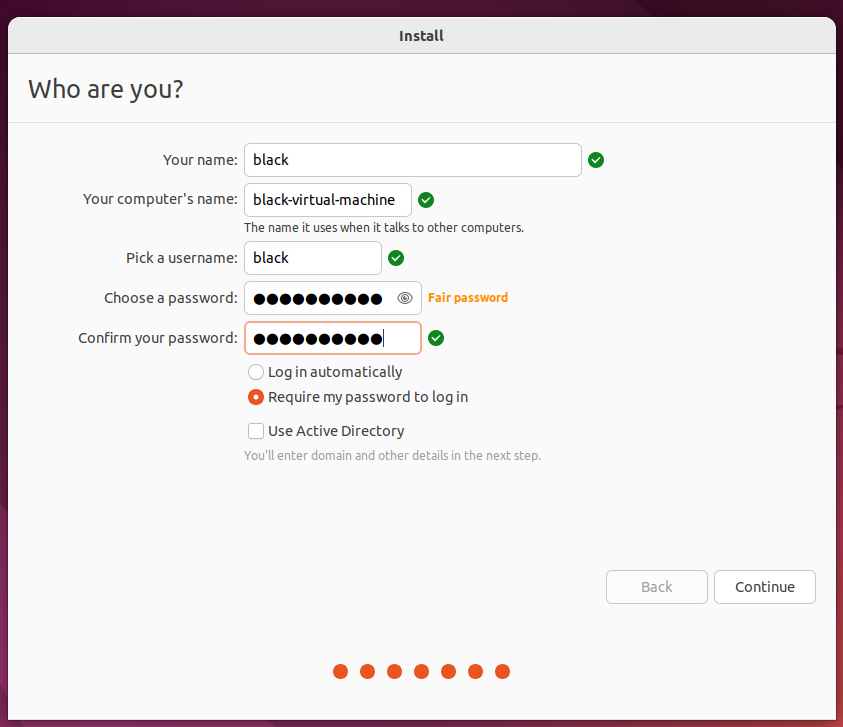 Install
Who are you?
Your name: black
Your computer's name: black-virtual-machine
The name it uses when it talks to other computers.
Pick a username: black
Choose a password: ●●●●●●●●●● Fair password
Confirm your password: ●●●●●●●●●●
Log in automatically
Require my password to log in
Use Active Directory
You'll enter domain and other details in the next step.
Back Continue